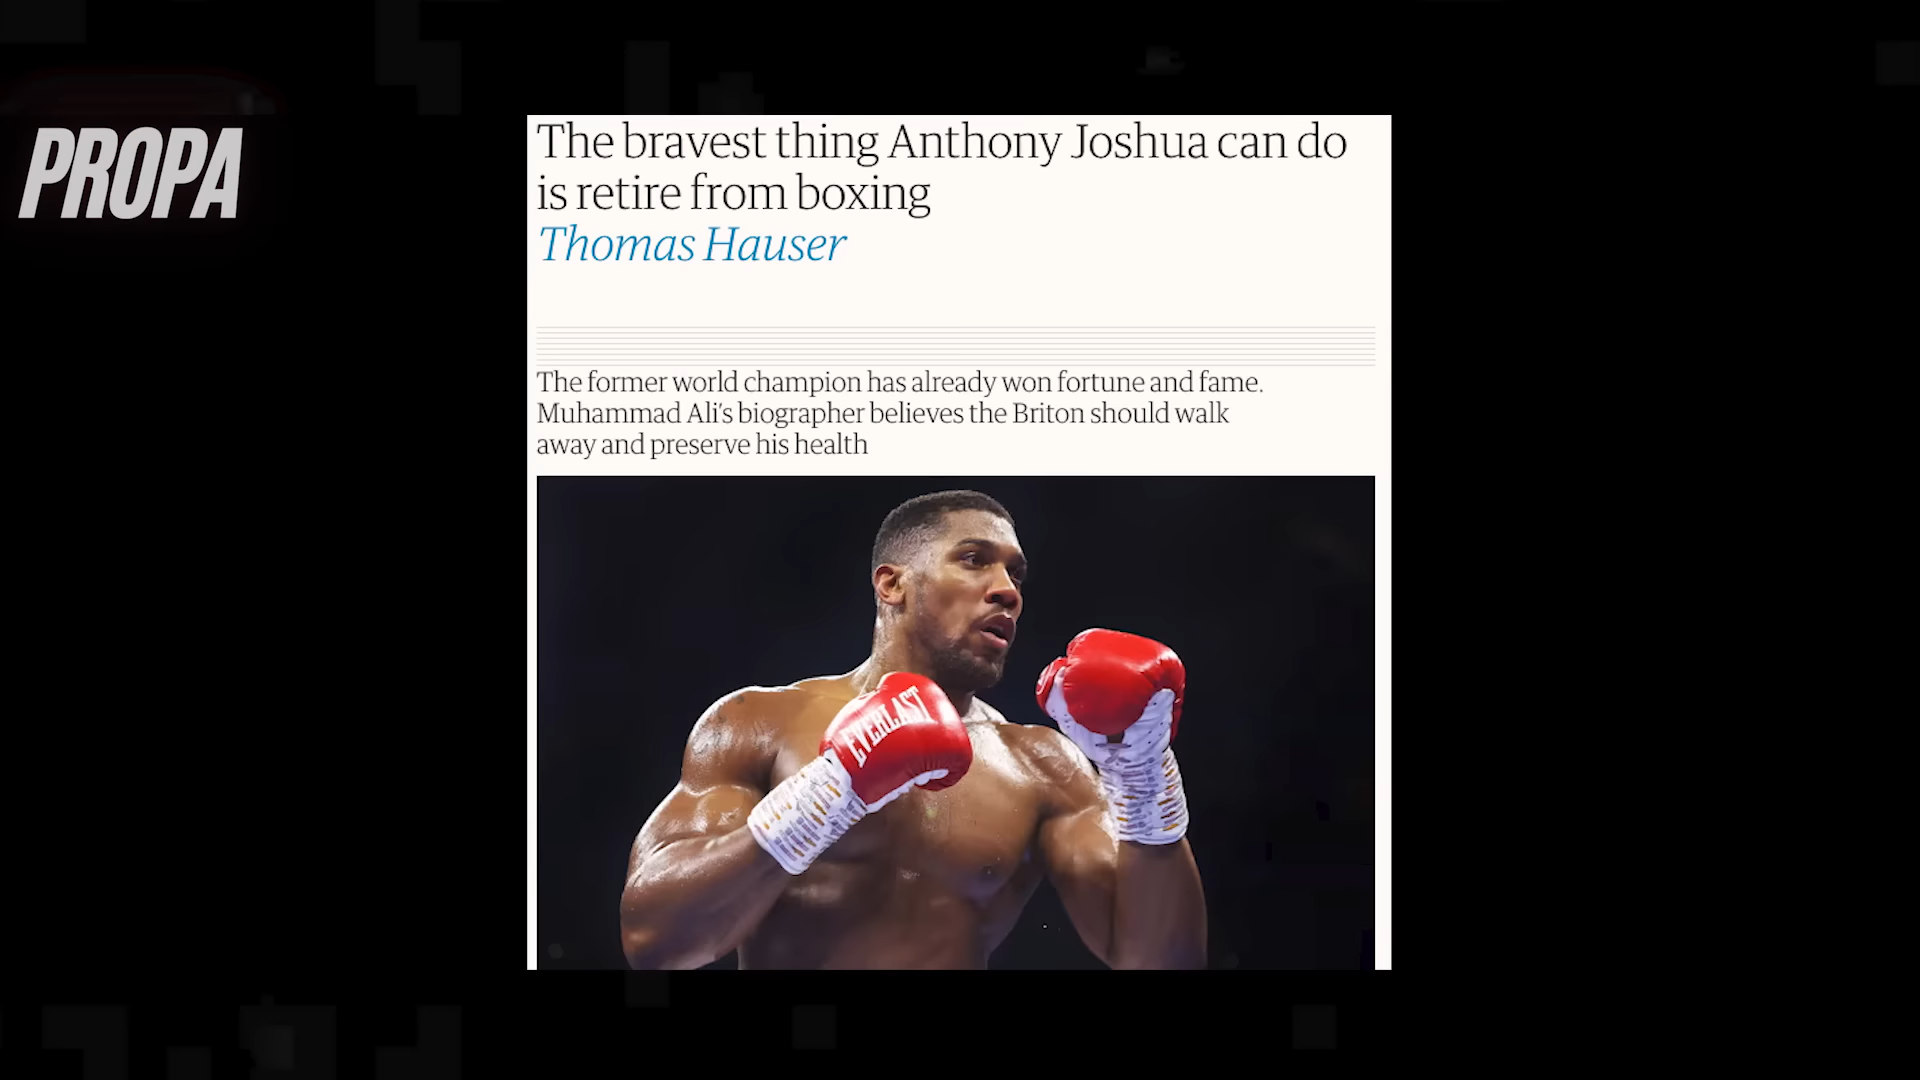 PROPA
The bravest thing Anthony Joshua can do
is retire from boxing
Thomas Hauser
The former world champion has already won fortune and fame.
Muhammad Ali's biographer believes the Briton should walk
away and preserve his health
EVERLAST